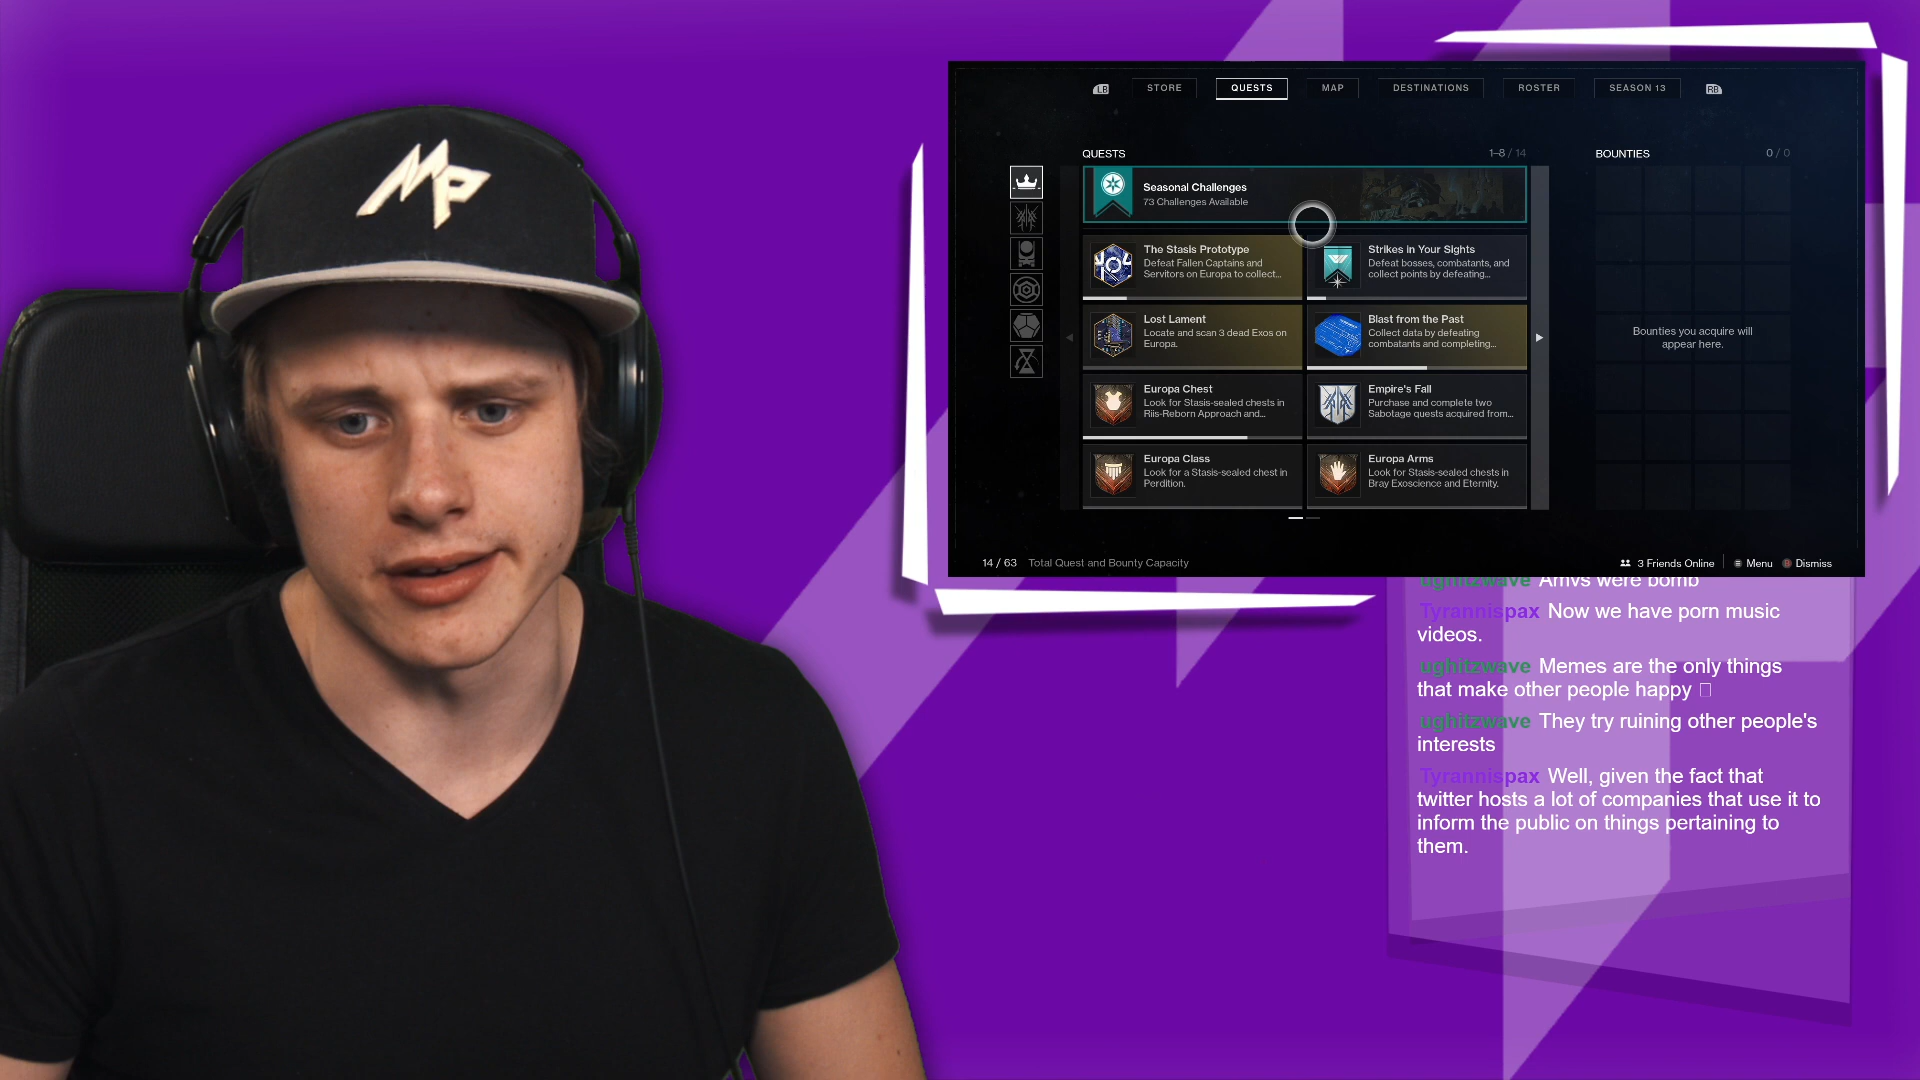 MP
LB
STORE
QUESTS
MAP
DESTINATIONS
ROSTER
SEASON 13
RB
QUESTS
1–8 / 14
BOUNTIES
0 / 0
Seasonal Challenges
73 Challenges Available
The Stasis Prototype
Defeat Fallen Captains and
Servitors on Europa to collect...
Strikes in Your Sights
Defeat bosses, combatants, and
collect points by defeating...
Lost Lament
Locate and scan 3 dead Exos on
Europa.
Blast from the Past
Collect data by defeating
combatants and completing...
Bounties you acquire will
appear here.
Europa Chest
Look for Stasis-sealed chests in
Riis-Reborn Approach and...
Empire's Fall
Purchase and complete two
Sabotage quests acquired from...
Europa Class
Look for a Stasis-sealed chest in
Perdition.
Europa Arms
Look for Stasis-sealed chests in
Bray Exoscience and Eternity.
14 / 63 Total Quest and Bounty Capacity
3 Friends Online
Menu
Dismiss
ughitzwave Amvs were bomb
Tyrannispax Now we have porn music
videos.
ughitzwave Memes are the only things
that make other people happy
ughitzwave They try ruining other people's
interests
Tyrannispax Well, given the fact that
twitter hosts a lot of companies that use it to
inform the public on things pertaining to
them.